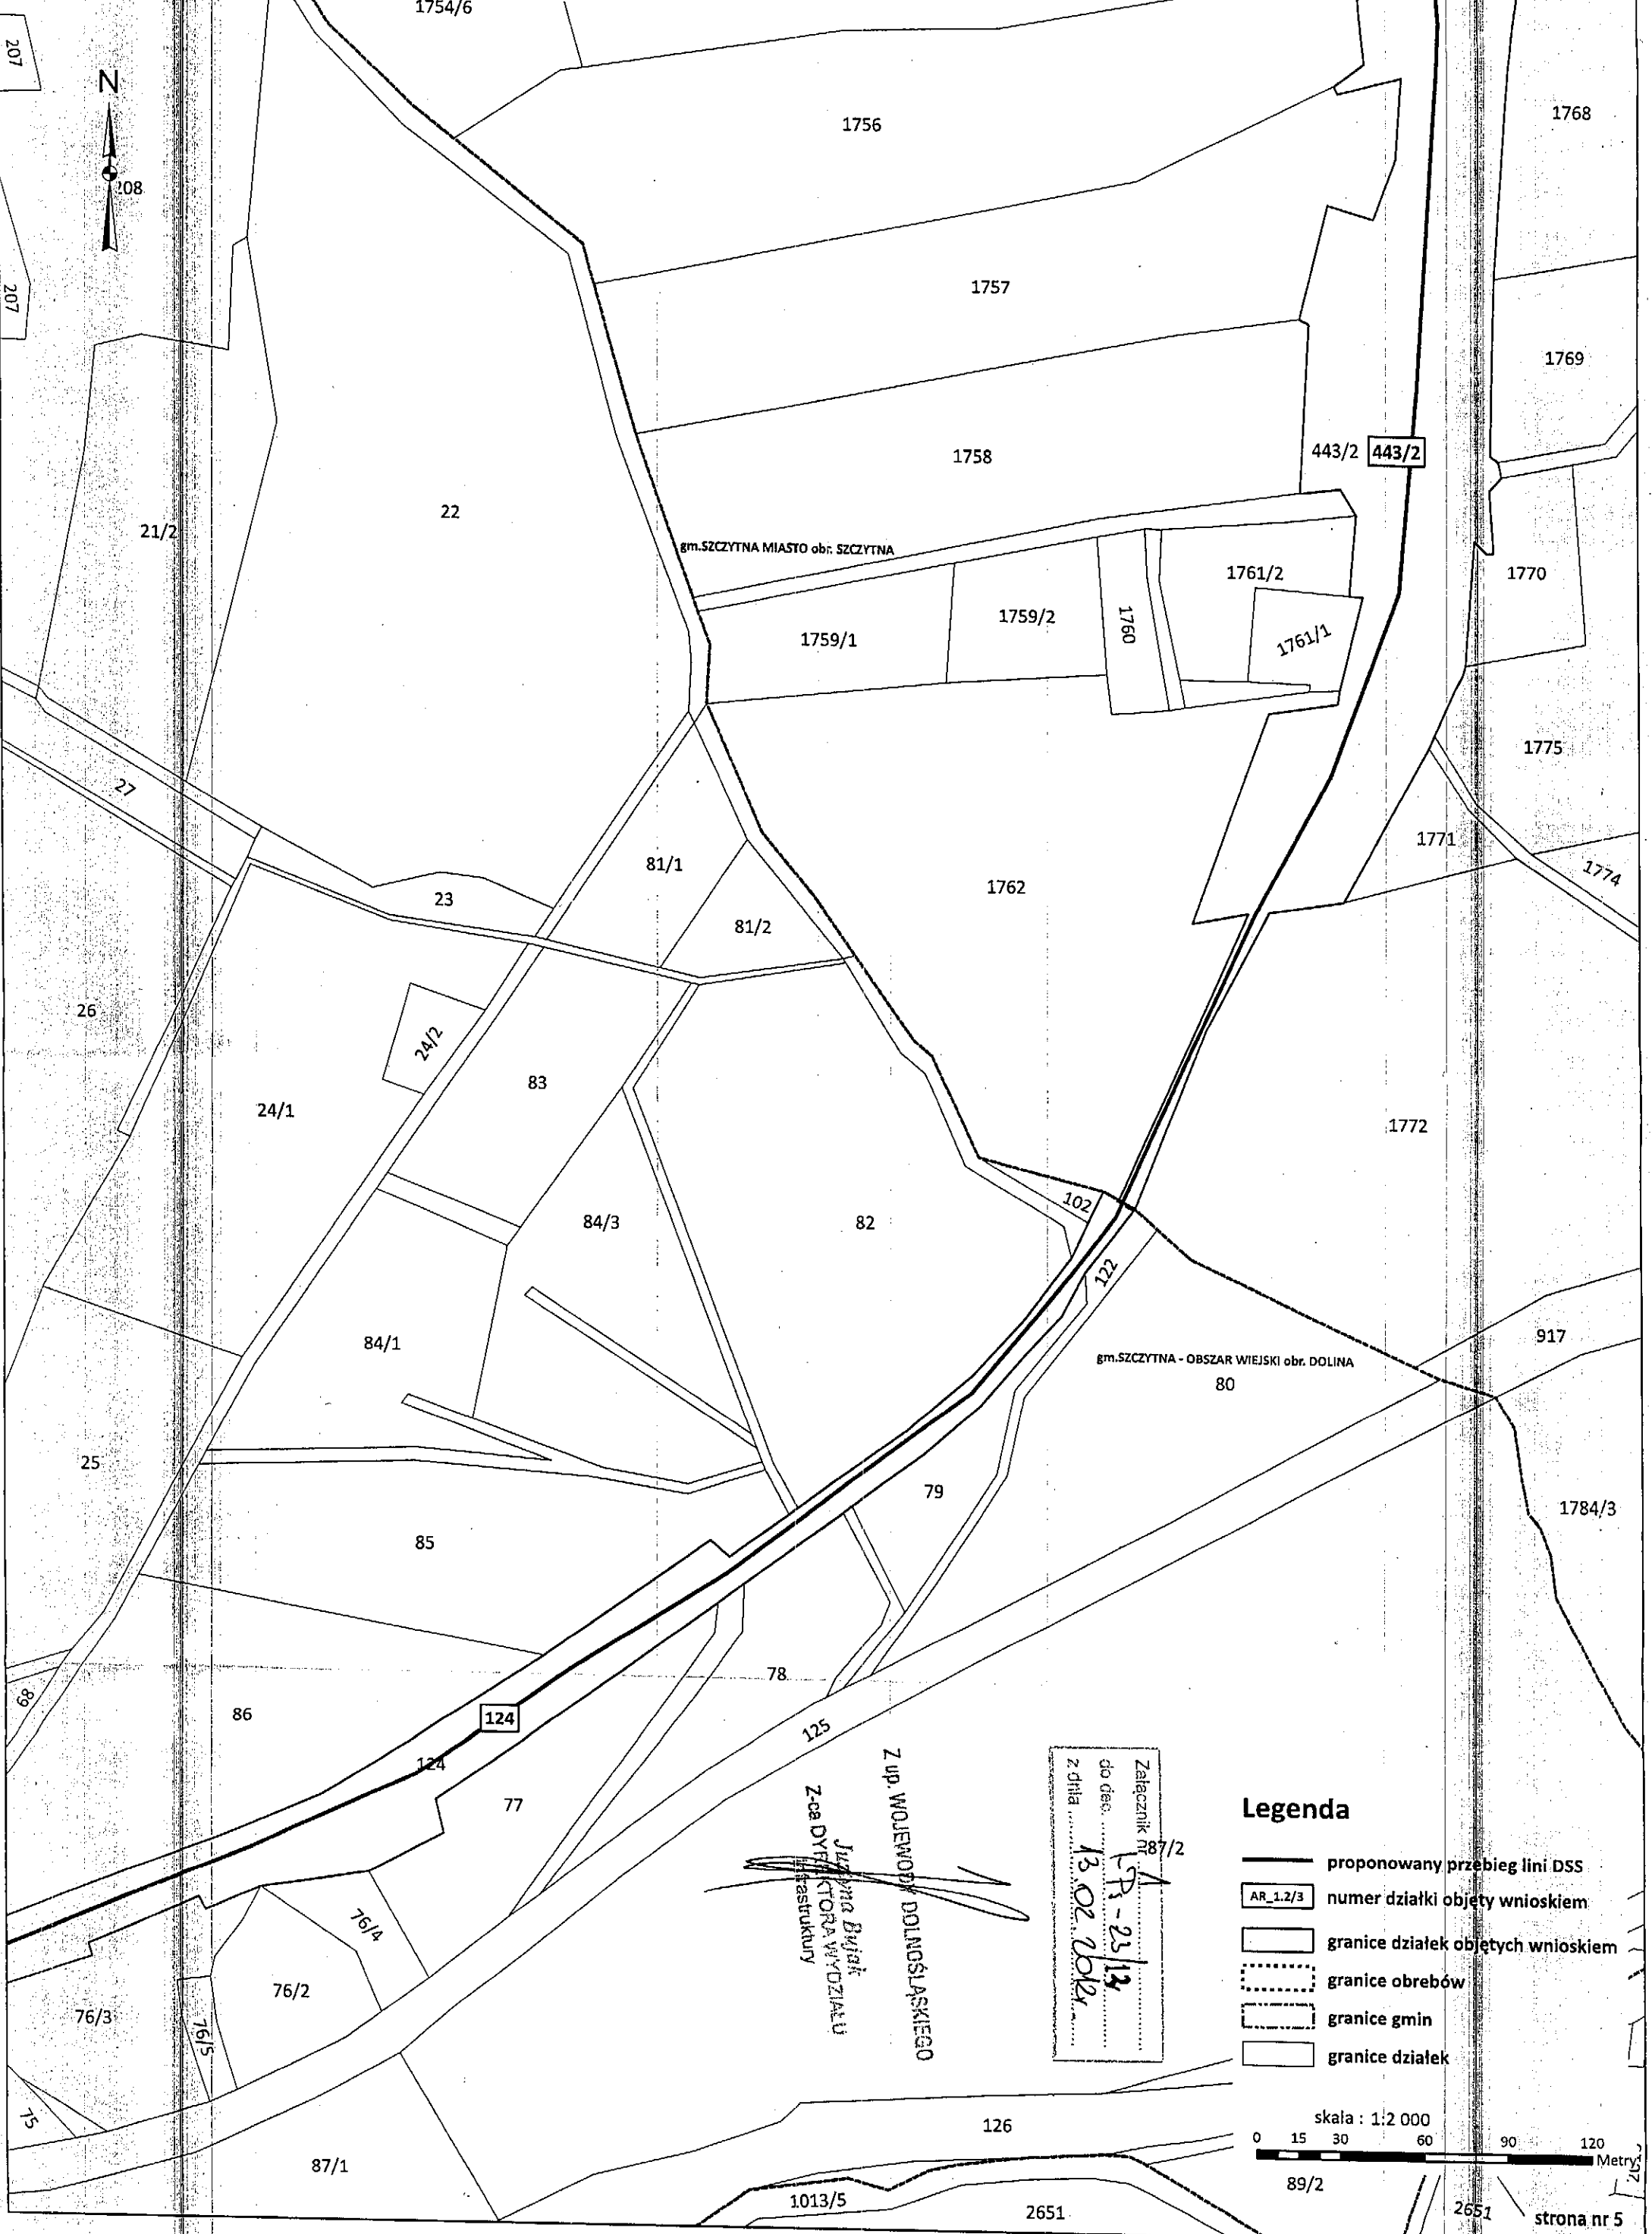 1754/6
207
N
1756
1768
208
207
1757
1769
1758
443/2 443/2
22
21/2
gm.SZCZYTNA MIASTO obr. SZCZYTNA
1761/2
1770
1759/2
1760
1759/1
1761/1
1775
27
1771
81/1
1774
1762
23
81/2
26
24/2
83
24/1
1772
102
84/3
82
122
917
84/1
gm.SZCZYTNA - OBSZAR WIEJSKI obr. DOLINA
80
25
79
1784/3
85
78
68
86
124
125
124
77
Z up. WOJEWODY DOLNOŚLĄSKIEGO
Justyna Bujak
Z-ca DYREKTORA WYDZIAŁU
Infrastruktury
Załącznik nr 1
do dec.
z dnia 13.02.
87/2
Legenda
proponowany przebieg lini DSS
AR_1.2/3 numer działki objęty wnioskiem
granice działek objętych wnioskiem
granice obrebów
granice gmin
granice działek
76/4
76/2
76/3
76/5
75
skala : 1:2 000
0 15 30 60 90 120
Metry
126
87/1
89/2
1013/5
2651
2651
strona nr 5